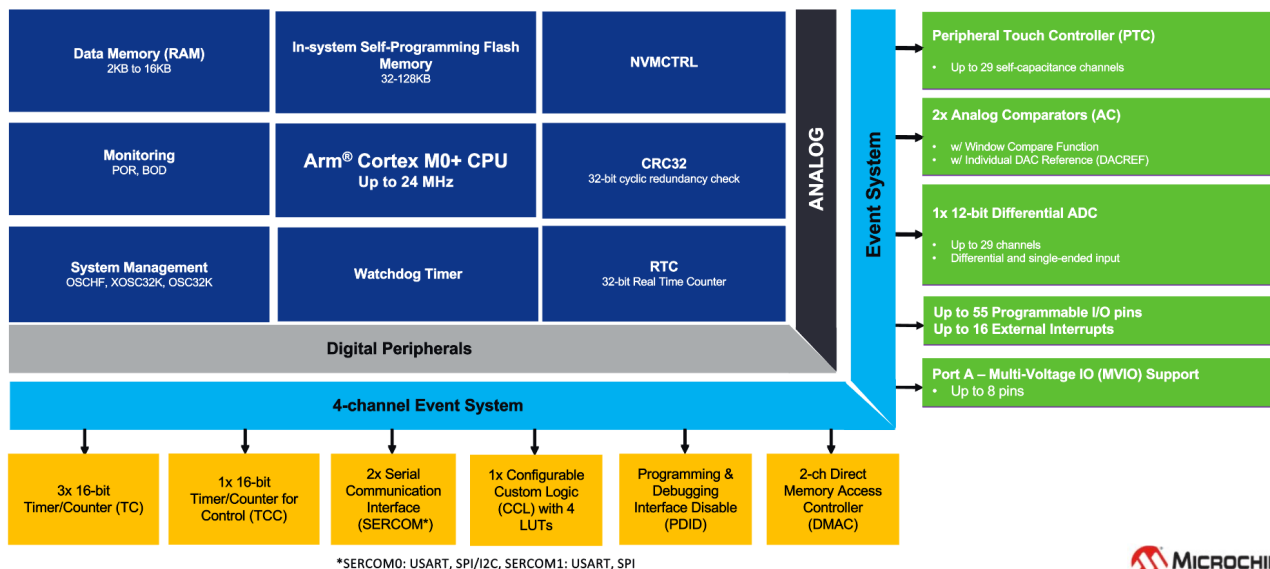 Data Memory (RAM)
2KB to 16KB
In-system Self-Programming Flash
Memory
32-128KB
NVMCTRL
Monitoring
POR, BOD
Arm® Cortex M0+ CPU
Up to 24 MHz
CRC32
32-bit cyclic redundancy check
System Management
OSCHF, XOSC32K, OSC32K
Watchdog Timer
RTC
32-bit Real Time Counter
ANALOG
Digital Peripherals
Event System
4-channel Event System
Peripheral Touch Controller (PTC)
• Up to 29 self-capacitance channels
2x Analog Comparators (AC)
• w/ Window Compare Function
• w/ Individual DAC Reference (DACREF)
1x 12-bit Differential ADC
• Up to 29 channels
• Differential and single-ended input
Up to 55 Programmable I/O pins
Up to 16 External Interrupts
Port A – Multi-Voltage IO (MVIO) Support
• Up to 8 pins
3x 16-bit
Timer/Counter (TC)
1x 16-bit
Timer/Counter for
Control (TCC)
2x Serial
Communication
Interface
(SERCOM*)
1x Configurable
Custom Logic
(CCL) with 4
LUTs
Programming &
Debugging
Interface Disable
(PDID)
2-ch Direct
Memory Access
Controller
(DMAC)
*SERCOM0: USART, SPI/I2C, SERCOM1: USART, SPI
MICROCHI